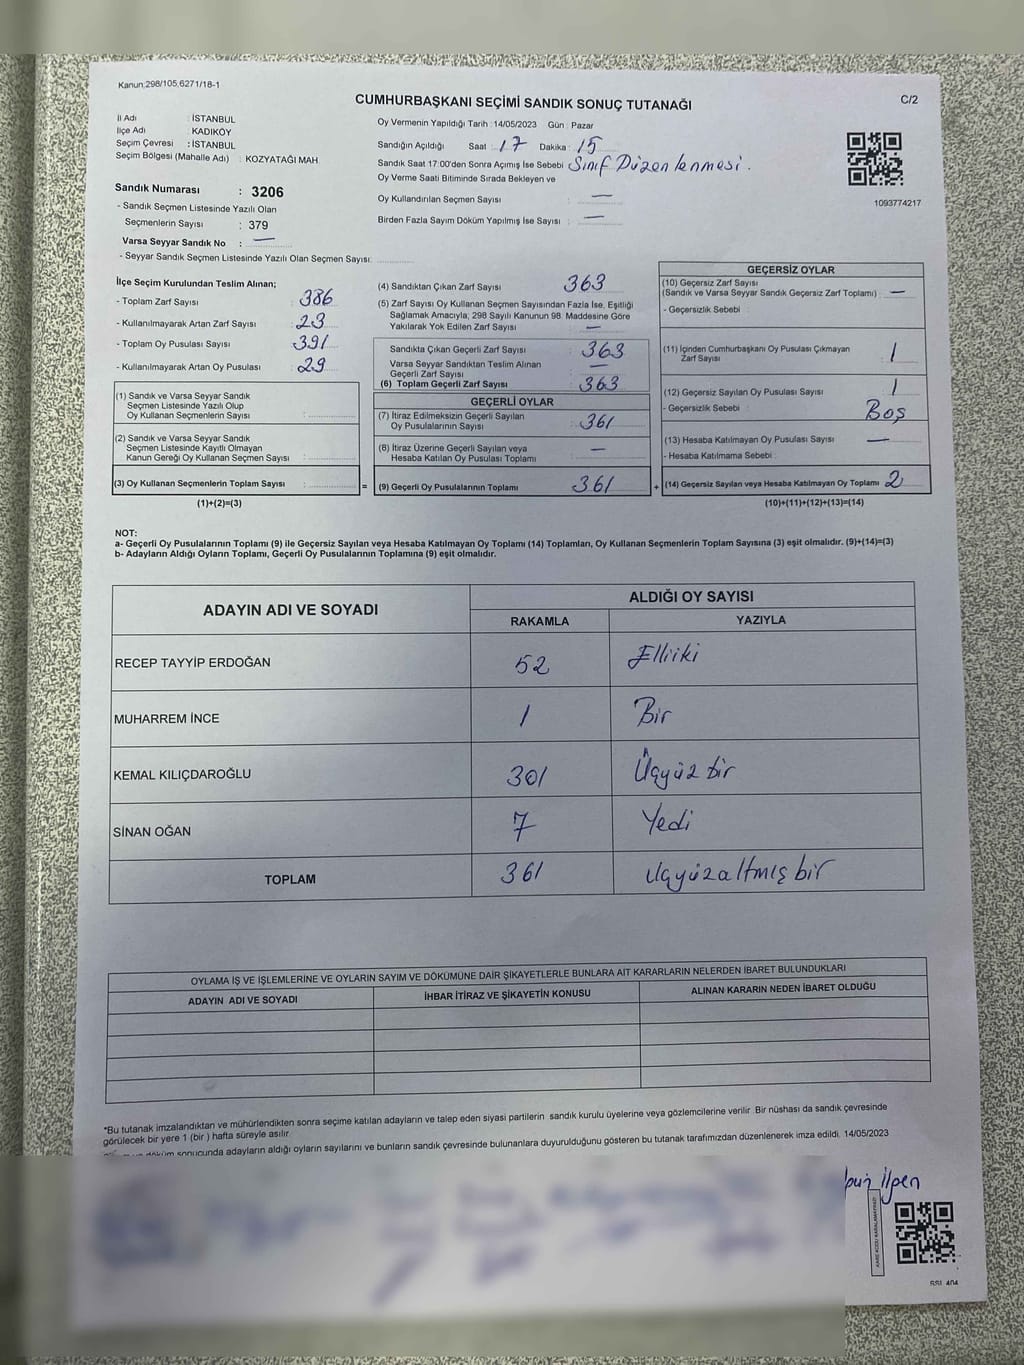 Kanun:298/105,6271/18-1
C/2
CUMHURBAŞKANI SEÇİMİ SANDIK SONUÇ TUTANAĞI
İl Adı : İSTANBUL
İlçe Adı : KADIKÖY
Seçim Çevresi : İSTANBUL
Seçim Bölgesi (Mahalle Adı) : KOZYATAĞI MAH.
Oy Vermenin Yapıldığı Tarih : 14/05/2023 Gün : Pazar
Sandığın Açıldığı Saat : 17 Dakika : 15
Sandık Saat 17:00'den Sonra Açımış İse Sebebi : Sınıf Düzenlenmesi.
Oy Verme Saati Bitiminde Sırada Bekleyen ve
Oy Kullandırılan Seçmen Sayısı : —
Birden Fazla Sayım Döküm Yapılmış İse Sayısı : —
1093774217
Sandık Numarası : 3206
- Sandık Seçmen Listesinde Yazılı Olan
Seçmenlerin Sayısı : 379
Varsa Seyyar Sandık No : —
- Seyyar Sandık Seçmen Listesinde Yazılı Olan Seçmen Sayısı:
İlçe Seçim Kurulundan Teslim Alınan;
- Toplam Zarf Sayısı : 386
- Kullanılmayarak Artan Zarf Sayısı : 23
- Toplam Oy Pusulası Sayısı : 391
- Kullanılmayarak Artan Oy Pusulası : 29
(1) Sandık ve Varsa Seyyar Sandık
Seçmen Listesinde Yazılı Olup
Oy Kullanan Seçmenlerin Sayısı :
(2) Sandık ve Varsa Seyyar Sandık
Seçmen Listesinde Kayıtlı Olmayan
Kanun Gereği Oy Kullanan Seçmen Sayısı :
(3) Oy Kullanan Seçmenlerin Toplam Sayısı :
(1)+(2)=(3)
(4) Sandıktan Çıkan Zarf Sayısı : 363
(5) Zarf Sayısı Oy Kullanan Seçmen Sayısından Fazla İse, Eşitliği
Sağlamak Amacıyla, 298 Sayılı Kanunun 98. Maddesine Göre
Yakılarak Yok Edilen Zarf Sayısı : —
Sandıkta Çıkan Geçerli Zarf Sayısı : 363
Varsa Seyyar Sandıktan Teslim Alınan
Geçerli Zarf Sayısı : —
(6) Toplam Geçerli Zarf Sayısı : 363
GEÇERLİ OYLAR
(7) İtiraz Edilmeksizin Geçerli Sayılan
Oy Pusulalarının Sayısı : 361
(8) İtiraz Üzerine Geçerli Sayılan veya
Hesaba Katılan Oy Pusulası Toplamı : —
= (9) Geçerli Oy Pusulalarının Toplamı : 361
GEÇERSİZ OYLAR
(10) Geçersiz Zarf Sayısı
(Sandık ve Varsa Seyyar Sandık Geçersiz Zarf Toplamı) : —
- Geçersizlik Sebebi :
(11) İçinden Cumhurbaşkanı Oy Pusulası Çıkmayan
Zarf Sayısı : 1
(12) Geçersiz Sayılan Oy Pusulası Sayısı : 1
- Geçersizlik Sebebi : Boş
(13) Hesaba Katılmayan Oy Pusulası Sayısı : —
- Hesaba Katılmama Sebebi :
+ (14) Geçersiz Sayılan veya Hesaba Katılmayan Oy Toplamı : 2
(10)+(11)+(12)+(13)=(14)
NOT:
a- Geçerli Oy Pusulalarının Toplamı (9) ile Geçersiz Sayılan veya Hesaba Katılmayan Oy Toplamı (14) Toplamları, Oy Kullanan Seçmenlerin Toplam Sayısına (3) eşit olmalıdır. (9)+(14)=(3)
b- Adayların Aldığı Oyların Toplamı, Geçerli Oy Pusulalarının Toplamına (9) eşit olmalıdır.
ADAYIN ADI VE SOYADI ALDIĞI OY SAYISI
RAKAMLA YAZIYLA
RECEP TAYYİP ERDOĞAN 52 Elliiki
MUHARREM İNCE 1 Bir
KEMAL KILIÇDAROĞLU 301 Üçyüz bir
SİNAN OĞAN 7 Yedi
TOPLAM 361 Üçyüzaltmış bir
OYLAMA İŞ VE İŞLEMLERİNE VE OYLARIN SAYIM VE DÖKÜMÜNE DAİR ŞİKAYETLERLE BUNLARA AİT KARARLARIN NELERDEN İBARET BULUNDUKLARI
ADAYIN ADI VE SOYADI İHBAR İTİRAZ VE ŞİKAYETİN KONUSU ALINAN KARARIN NEDEN İBARET OLDUĞU
*Bu tutanak imzalandıktan ve mühürlendikten sonra seçime katılan adayların ve talep eden siyasi partilerin sandık kurulu üyelerine veya gözlemcilerine verilir. Bir nüshası da sandık çevresinde
görülecek bir yere 1 (bir ) hafta süreyle asılır.
ve döküm sonucunda adayların aldığı oyların sayılarını ve bunların sandık çevresinde bulunanlara duyurulduğunu gösteren bu tutanak tarafımızdan düzenlenerek imza edildi. 14/05/2023